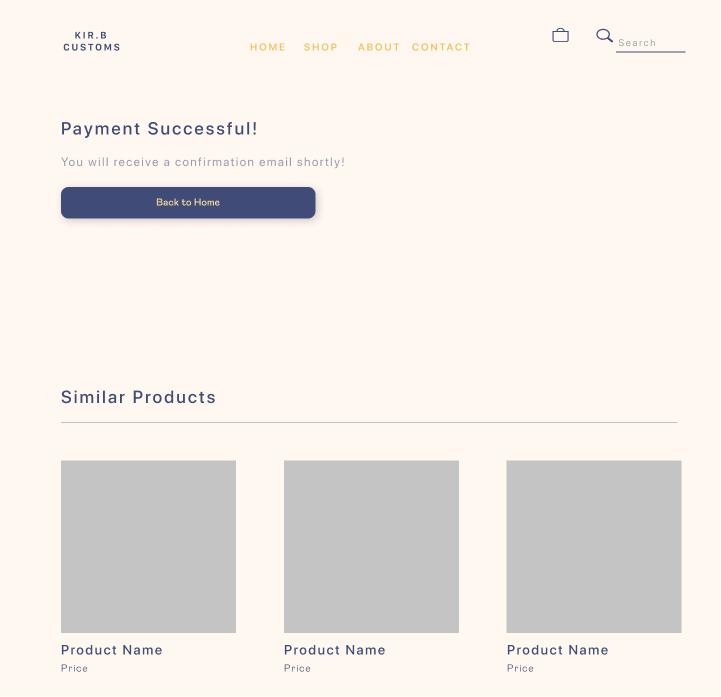 KIR.B
CUSTOMS
HOME SHOP ABOUT CONTACT
Search
Payment Successful!
You will receive a confirmation email shortly!
Back to Home
Similar Products
Product Name Product Name Product Name
Price Price Price